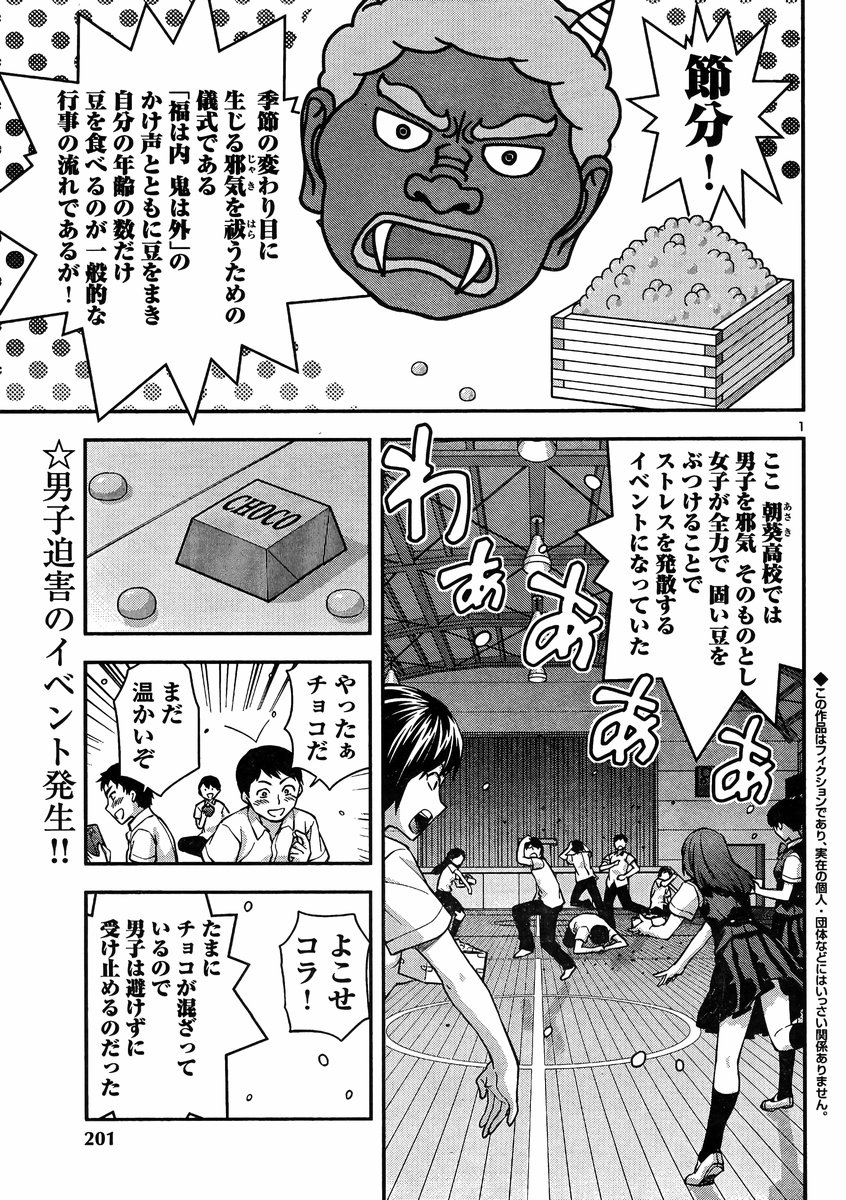 節分!
季節の変わり目に
生じる邪気を祓うための
儀式である
「福は内 鬼は外」の
かけ声とともに豆をまき
自分の年齢の数だけ
豆を食べるのが一般的な
行事の流れであるが!
じゃき
はら
1
ここ 朝葵高校では
男子を邪気 そのものとし
女子が全力で 固い豆を
ぶつけることで
ストレスを発散する
イベントになっていた
あさき
わぁぁぁぁ
◆この作品はフィクションであり、実在の個人・団体などにはいっさい関係ありません。
CHOCO
やったぁ
チョコだ
まだ
温かいぞ
よこせ
コラ!
たまに
チョコが混ざって
いるので
男子は避けずに
受け止めるのだった
☆男子迫害のイベント発生!!
201